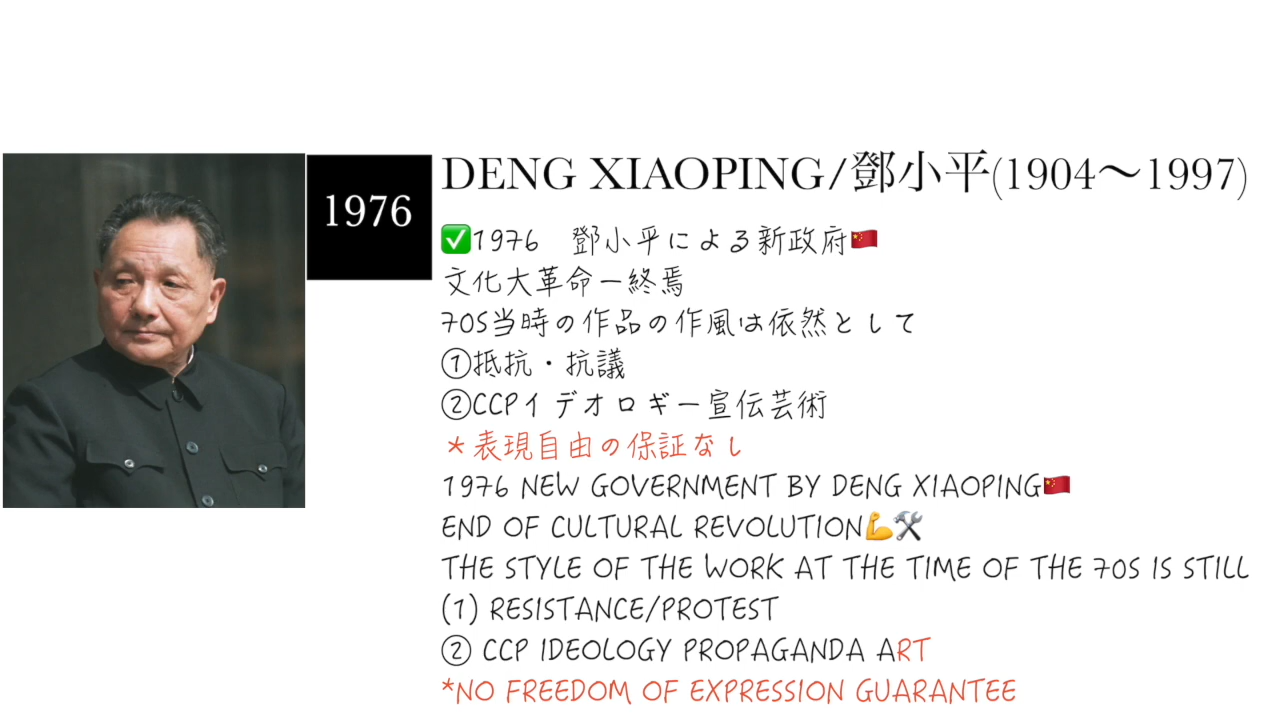 1976
DENG XIAOPING/鄧小平(1904〜1997)
✅1976　鄧小平による新政府🇨🇳
文化大革命ー終焉
70S当時の作品の作風は依然として
①抵抗・抗議
②CCPイデオロギー宣伝芸術
＊表現自由の保証なし
1976 NEW GOVERNMENT BY DENG XIAOPING🇨🇳
END OF CULTURAL REVOLUTION💪🛠
THE STYLE OF THE WORK AT THE TIME OF THE 70S IS STILL
(1) RESISTANCE/PROTEST
② CCP IDEOLOGY PROPAGANDA ART
*NO FREEDOM OF EXPRESSION GUARANTEE